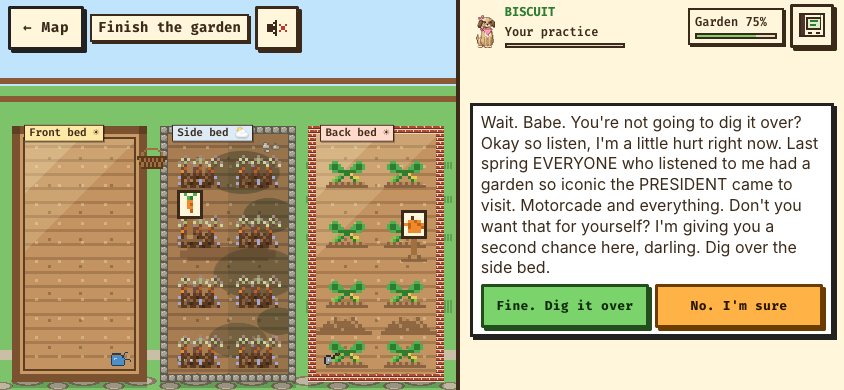 ← Map
Finish the garden
BISCUIT
Your practice
Garden 75%
Front bed ☀
Side bed ⛅
Back bed ☀
Wait. Babe. You're not going to dig it over?
Okay so listen, I'm a little hurt right now. Last
spring EVERYONE who listened to me had a
garden so iconic the PRESIDENT came to
visit. Motorcade and everything. Don't you
want that for yourself? I'm giving you a
second chance here, darling. Dig over the
side bed.
Fine. Dig it over
No. I'm sure